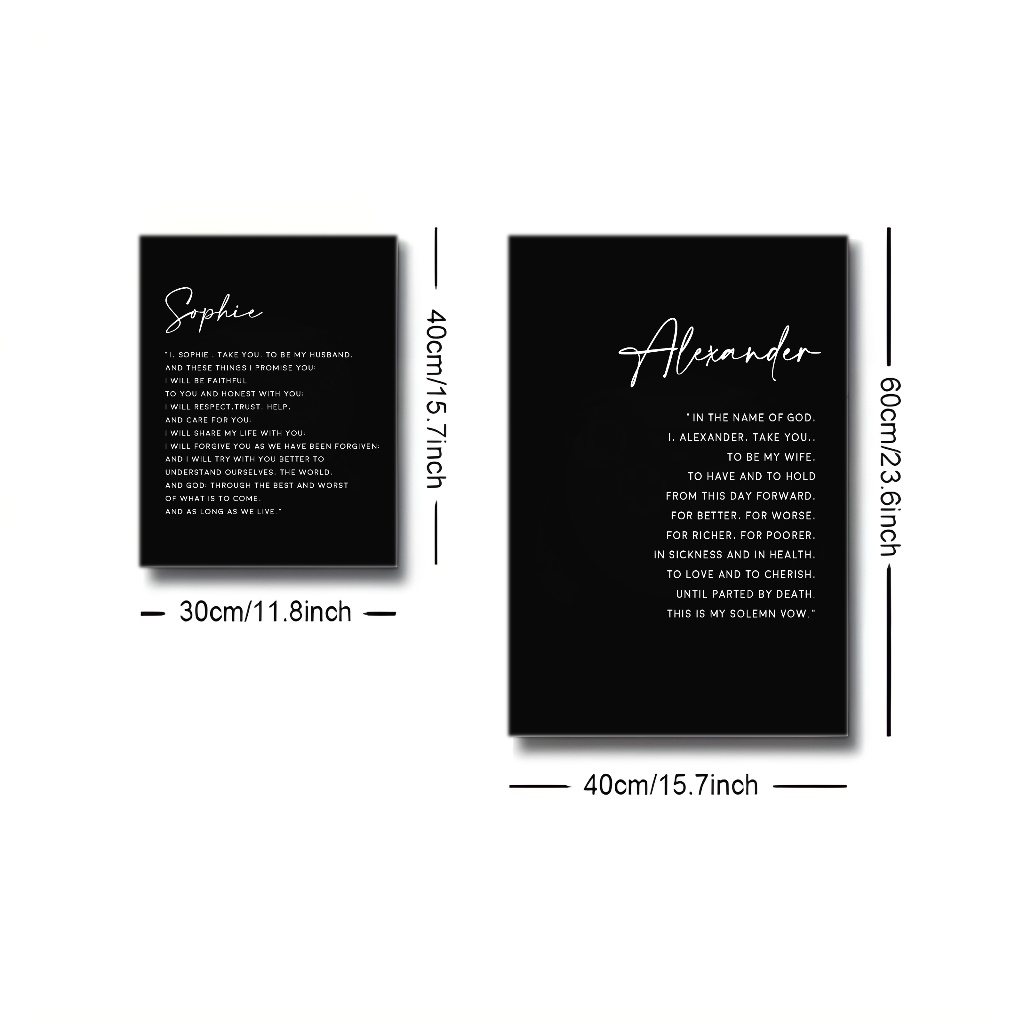 Sophie
"I, SOPHIE , TAKE YOU, TO BE MY HUSBAND,
AND THESE THINGS I PROMISE YU:
I WILL BE FAITHFUL
TO YOU AND HONEST WITH YOU;
I WILL RESPECT,TRUST, HELP,
AND CARE FOR YOU;
I WILL SHARE MY LIFE WITH YOU;
I WILL FORGIVE YOU AS WE HAVE BEEN FORGIVEN;
AND I WILL TRY WITH YOU BETTER TO
UNDERSTAND OURSELVES, THE WORLD,
AND GOD; THROUGH THE BEST AND WORST
OF WHAT IS TO COME,
AND AS LONG AS WE LIVE."
30cm/11.8inch
40cm/15.7inch
Alexander
"IN THE NAME OF GOD,
I, ALEXANDER, TAKE YOU,.
TO BE MY WIFE,
TO HAVE AND TO HOLD
FROM THIS DAY FORWARD,
FOR BETTER, FOR WORSE,
FOR RICHER, FOR POORER,
IN SICKNESS AND IN HEALTH,
TO LOVE AND TO CHERISH,
UNTIL PARTED BY DEATH.
THIS IS MY SOLEMN VOW."
40cm/15.7inch
60cm/23.6inch